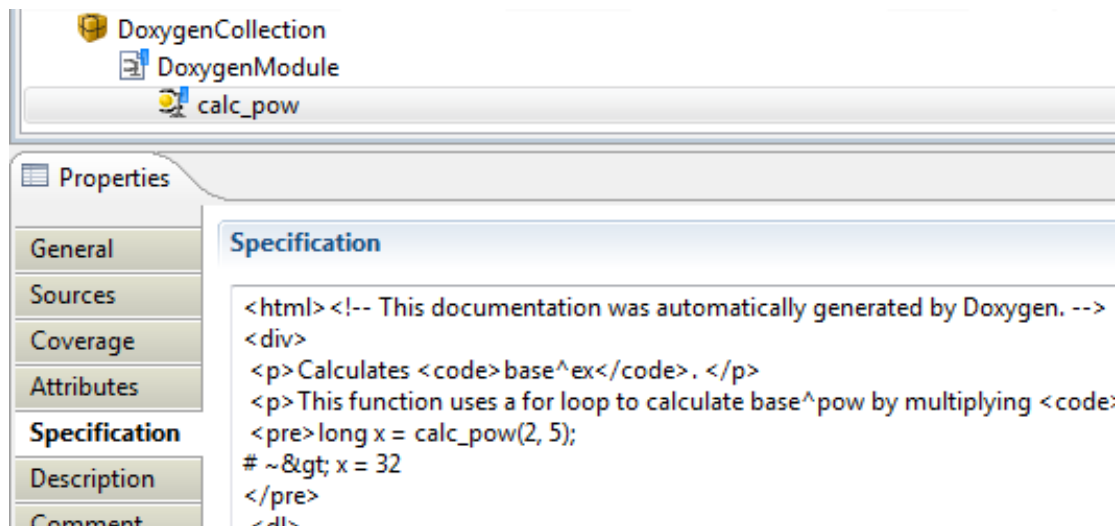 DoxygenCollection
DoxygenModule
calc_pow
Properties
General
Sources
Coverage
Attributes
Specification
Description
Comment
Specification
<html><!-- This documentation was automatically generated by Doxygen. -->
<div>
<p>Calculates <code>base^ex</code>. </p>
<p>This function uses a for loop to calculate base^pow by multiplying <code>
<pre>long x = calc_pow(2, 5);
# ~&gt; x = 32
</pre>
<dl>